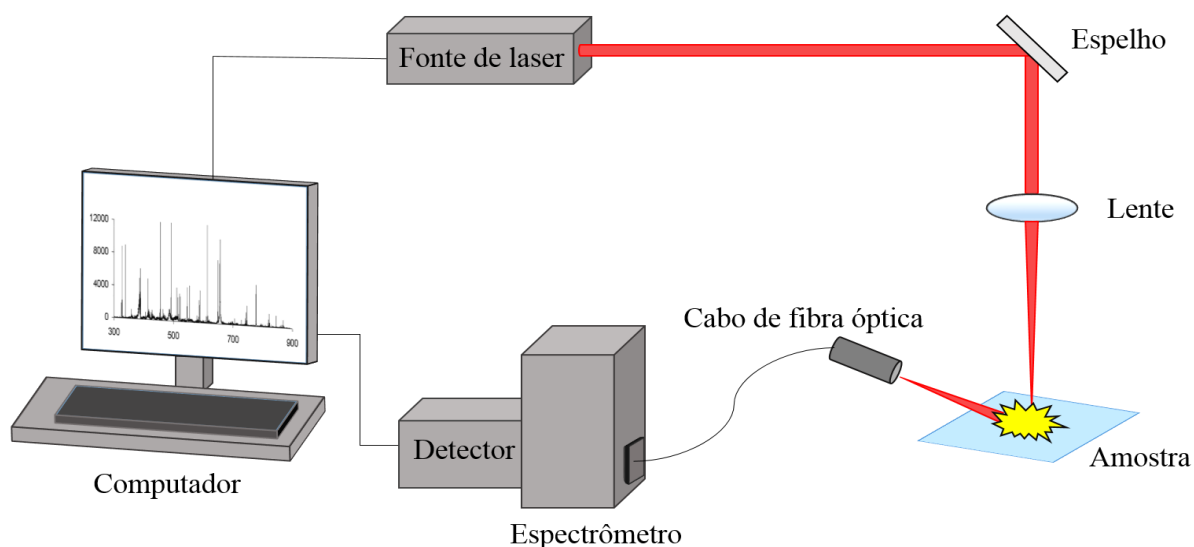 Fonte de laser
Espelho
12000
8000
4000
0
300 500 700 900
Lente
Cabo de fibra óptica
Detector
Amostra
Computador
Espectrômetro